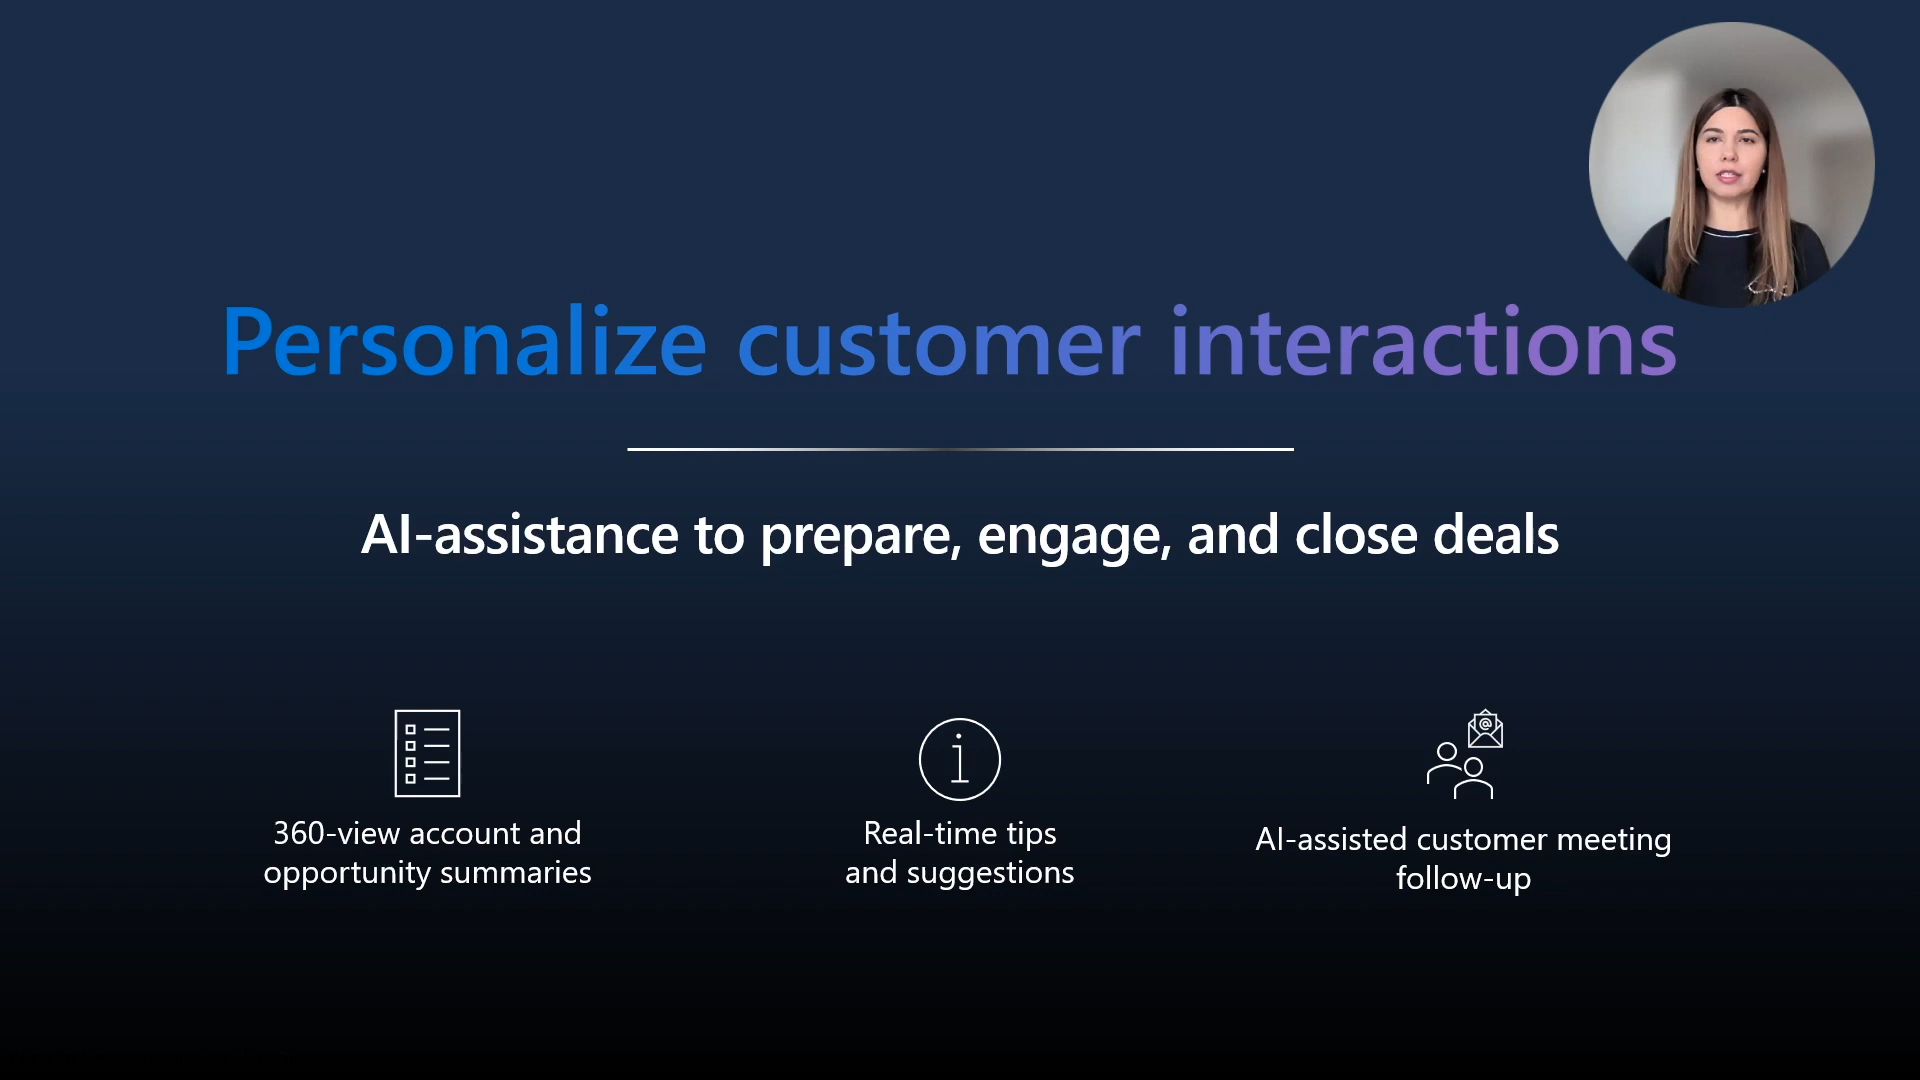 Personalize customer interactions
AI-assistance to prepare, engage, and close deals
360-view account and
opportunity summaries
Real-time tips
and suggestions
AI-assisted customer meeting
follow-up